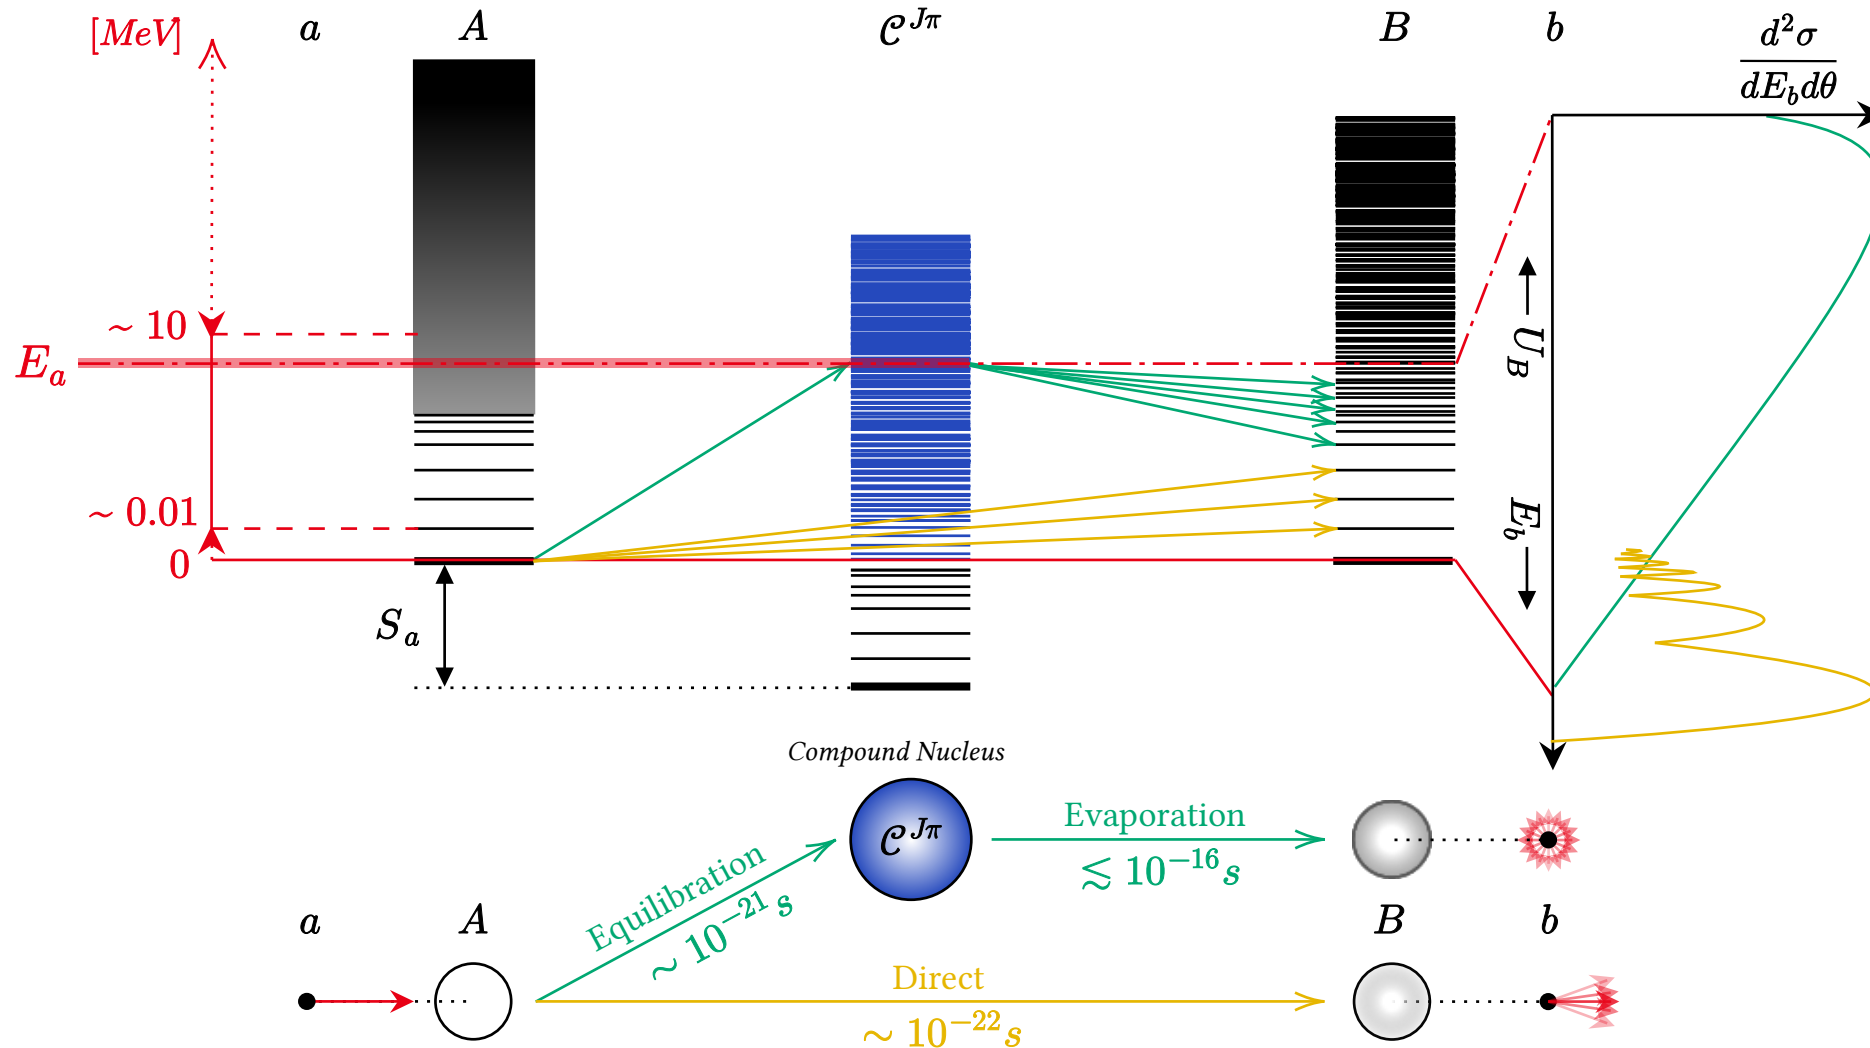 [MeV]
a
A
𝒞^{Jπ}
B
b
d²σ
dE_b dθ
~ 10
E_a
U_B
~ 0.01
E_b
0
S_a
Compound Nucleus
𝒞^{Jπ}
Evaporation
≲ 10⁻¹⁶ s
Equilibration
~ 10⁻²¹ s
a
A
B
b
Direct
~ 10⁻²² s